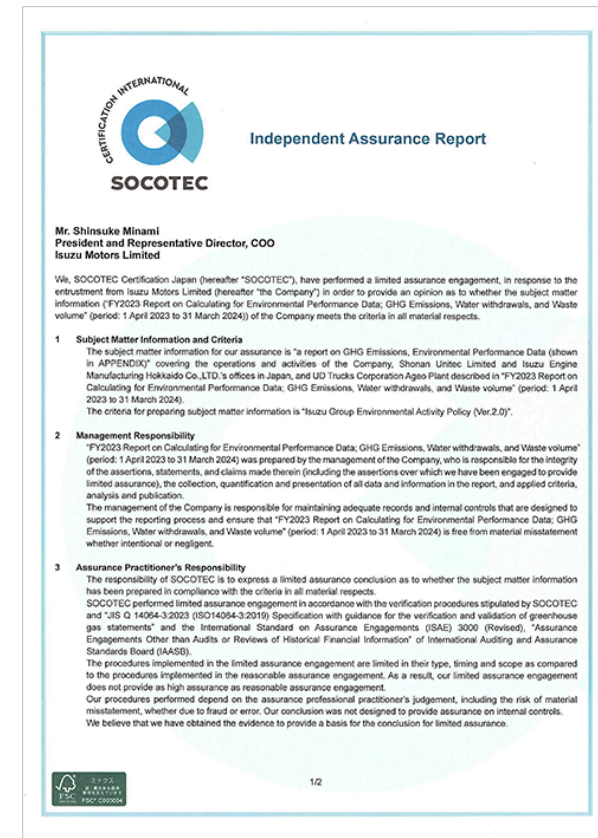 CERTIFICATION INTERNATIONAL
SOCOTEC
Independent Assurance Report
Mr. Shinsuke Minami
President and Representative Director, COO
Isuzu Motors Limited
We, SOCOTEC Certification Japan (hereafter "SOCOTEC"), have performed a limited assurance engagement, in response to the
entrustment from Isuzu Motors Limited (hereafter "the Company") in order to provide an opinion as to whether the subject matter
information ("FY2023 Report on Calculating for Environmental Performance Data; GHG Emissions, Water withdrawals, and Waste
volume" (period: 1 April 2023 to 31 March 2024)) of the Company meets the criteria in all material respects.
1 Subject Matter Information and Criteria
The subject matter information for our assurance is "a report on GHG Emissions, Environmental Performance Data (shown
in APPENDIX)" covering the operations and activities of the Company, Shonan Unitec Limited and Isuzu Engine
Manufacturing Hokkaido Co.,LTD.'s offices in Japan, and UD Trucks Corporation Ageo Plant described in "FY2023 Report on
Calculating for Environmental Performance Data; GHG Emissions, Water withdrawals, and Waste volume" (period: 1 April
2023 to 31 March 2024).
The criteria for preparing subject matter information is "Isuzu Group Environmental Activity Policy (Ver.2.0)".
2 Management Responsibility
"FY2023 Report on Calculating for Environmental Performance Data; GHG Emissions, Water withdrawals, and Waste volume"
(period: 1 April 2023 to 31 March 2024) was prepared by the management of the Company, who is responsible for the integrity
of the assertions, statements, and claims made therein (including the assertions over which we have been engaged to provide
limited assurance), the collection, quantification and presentation of all data and information in the report, and applied criteria,
analysis and publication.
The management of the Company is responsible for maintaining adequate records and internal controls that are designed to
support the reporting process and ensure that "FY2023 Report on Calculating for Environmental Performance Data; GHG
Emissions, Water withdrawals, and Waste volume" (period: 1 April 2023 to 31 March 2024) is free from material misstatement
whether intentional or negligent.
3 Assurance Practitioner's Responsibility
The responsibility of SOCOTEC is to express a limited assurance conclusion as to whether the subject matter information
has been prepared in compliance with the criteria in all material respects.
SOCOTEC performed limited assurance engagement in accordance with the verification procedures stipulated by SOCOTEC
and "JIS Q 14064-3:2023 (ISO14064-3:2019) Specification with guidance for the verification and validation of greenhouse
gas statements" and the International Standard on Assurance Engagements (ISAE) 3000 (Revised), "Assurance
Engagements Other than Audits or Reviews of Historical Financial Information" of International Auditing and Assurance
Standards Board (IAASB).
The procedures implemented in the limited assurance engagement are limited in their type, timing and scope as compared
to the procedures implemented in the reasonable assurance engagement. As a result, our limited assurance engagement
does not provide as high assurance as reasonable assurance engagement.
Our procedures performed depend on the assurance professional practitioner's judgement, including the risk of material
misstatement, whether due to fraud or error. Our conclusion was not designed to provide assurance on internal controls.
We believe that we have obtained the evidence to provide a basis for the conclusion for limited assurance.
1/2
ミックス
FSC
FSC® C005004